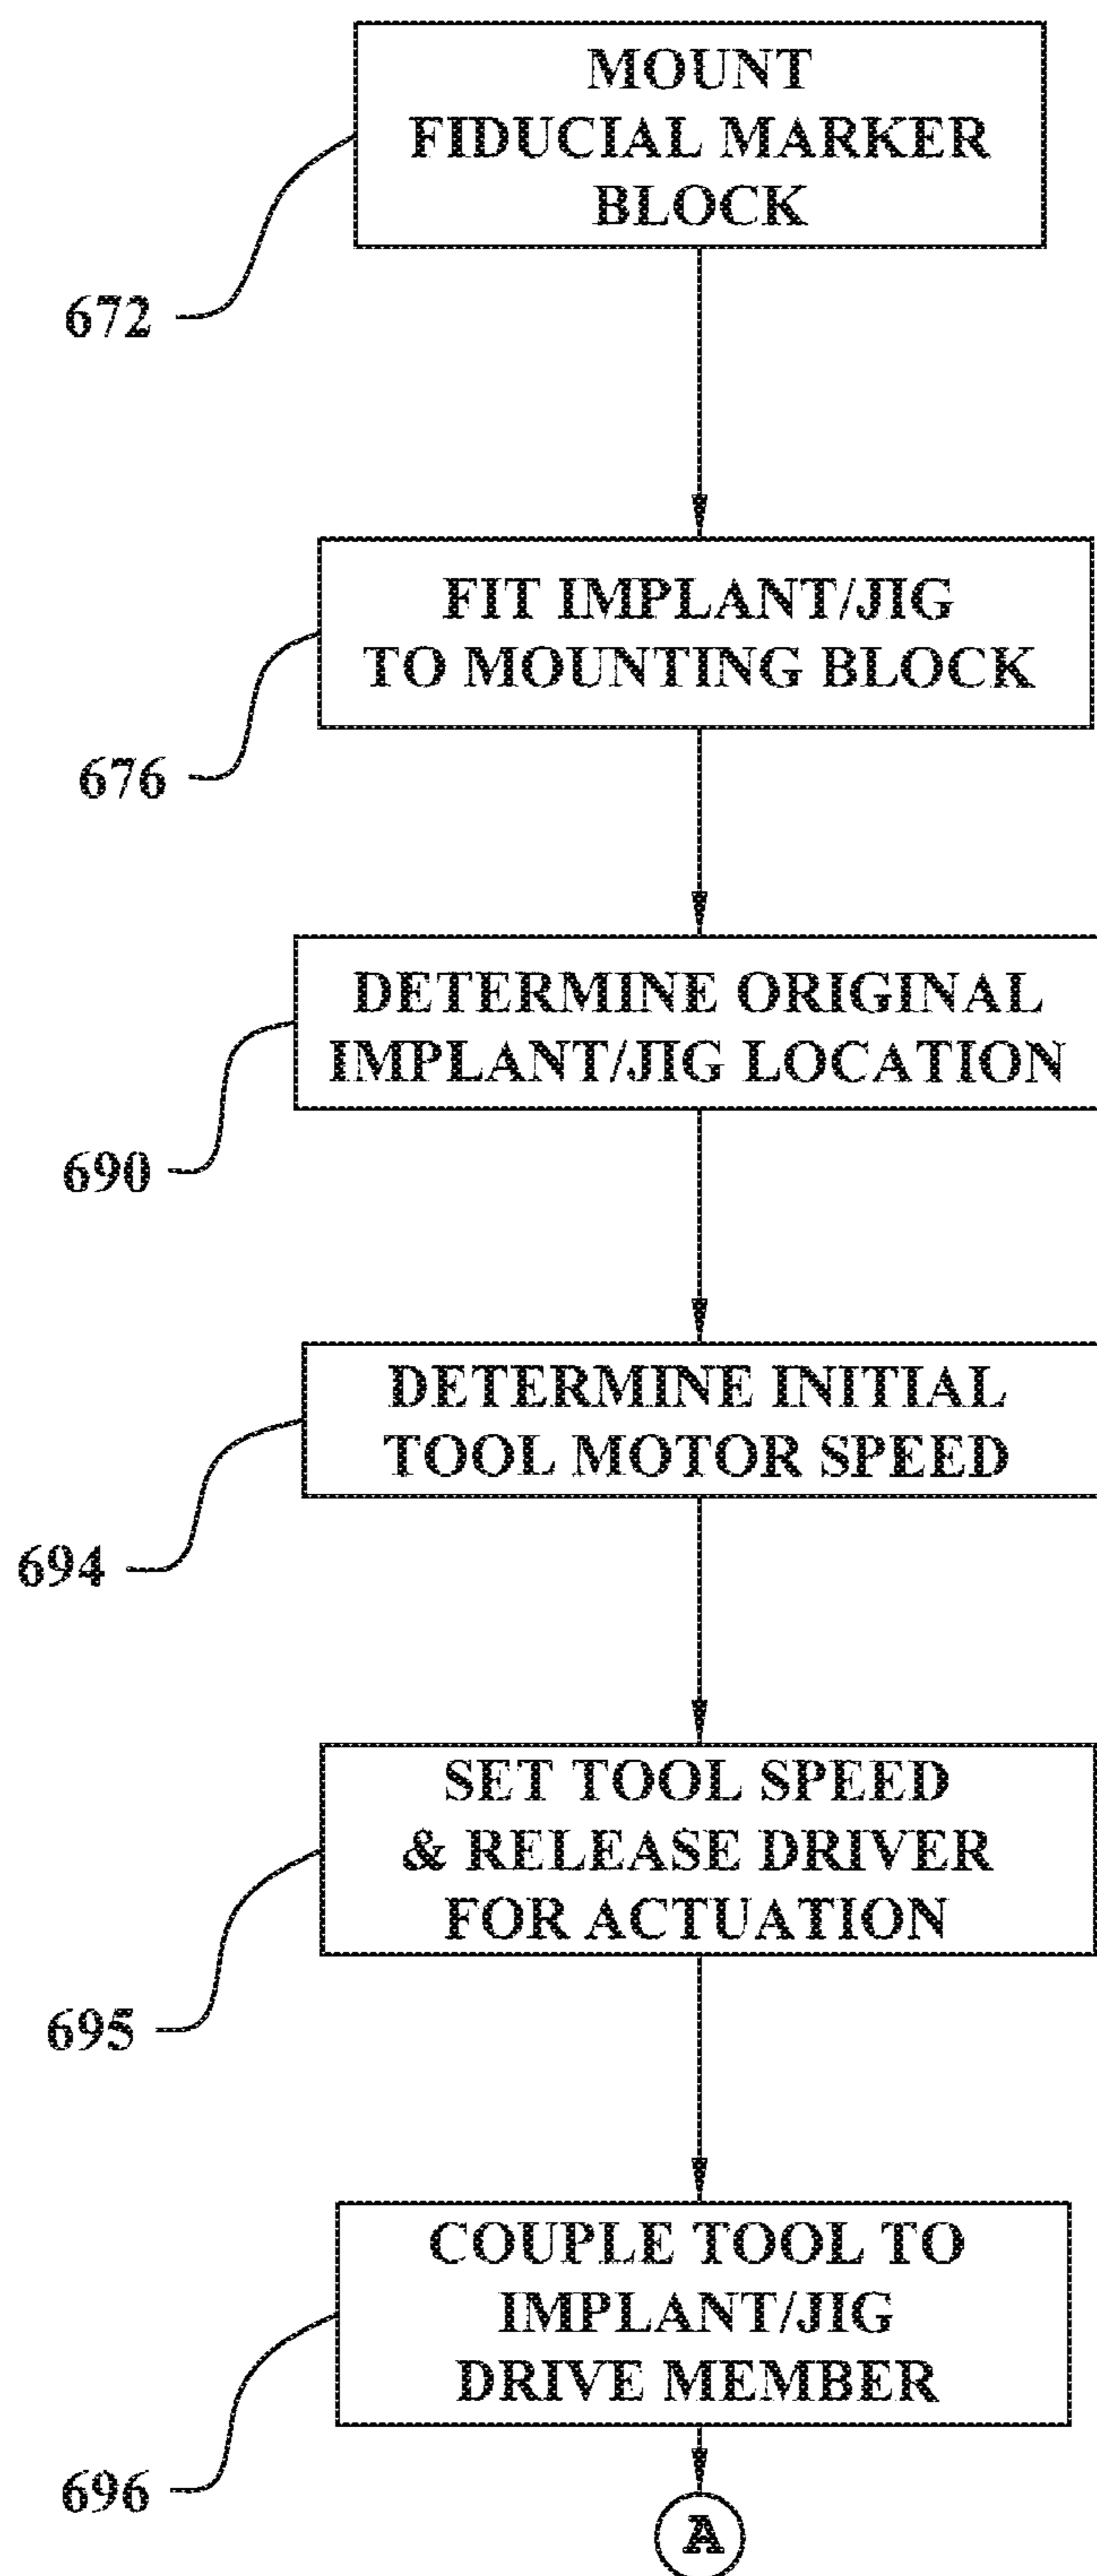 MOUNT
FIDUCIAL MARKER
BLOCK
672
FIT IMPLANT/JIG
TO MOUNTING BLOCK
676
DETERMINE ORIGINAL
IMPLANT/JIG LOCATION
690
DETERMINE INITIAL
TOOL MOTOR SPEED
694
SET TOOL SPEED
& RELEASE DRIVER
FOR ACTUATION
695
COUPLE TOOL TO
IMPLANT/JIG
DRIVE MEMBER
696
A